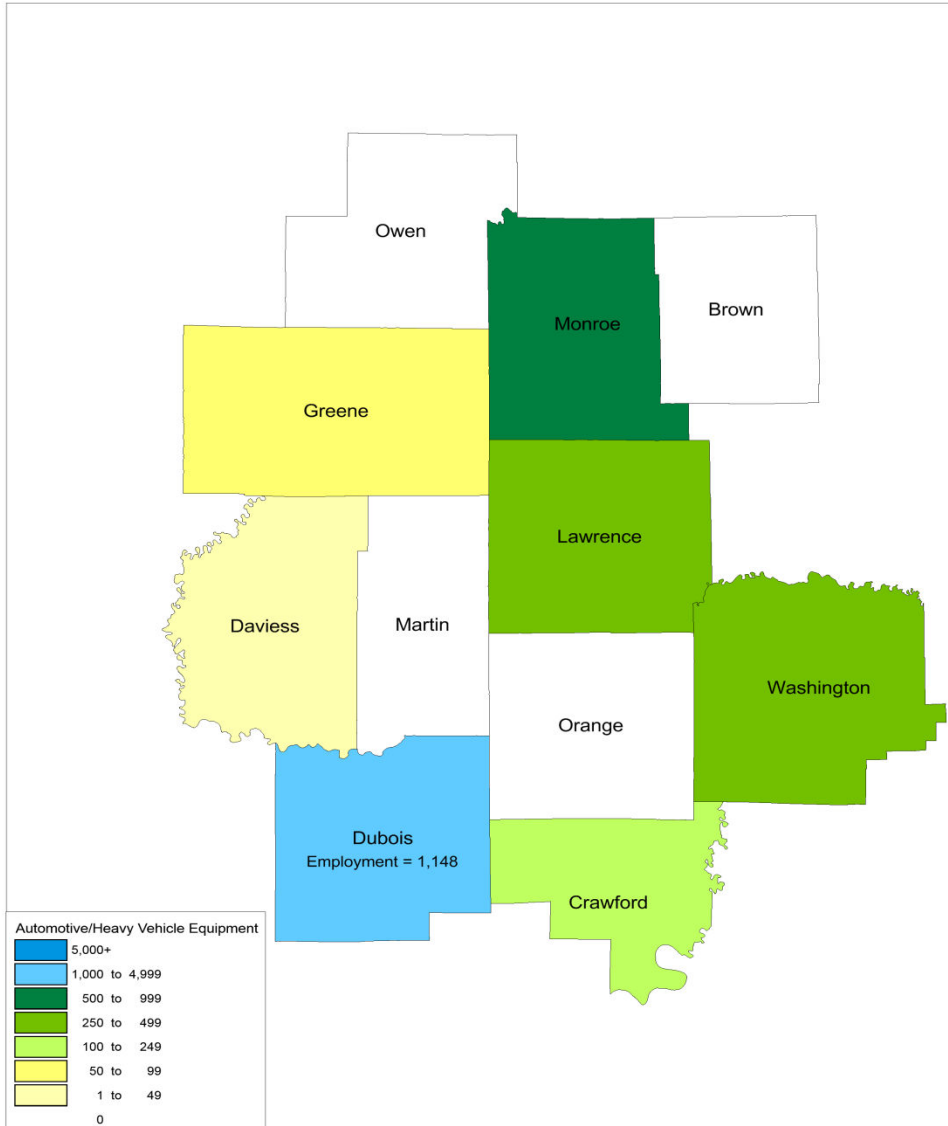 Owen
Brown
Monroe
Greene
Lawrence
Daviess
Martin
Washington
Orange
Dubois
Employment = 1,148
Crawford
Automotive/Heavy Vehicle Equipment
5,000+
1,000 to 4,999
500 to 999
250 to 499
100 to 249
50 to 99
1 to 49
0